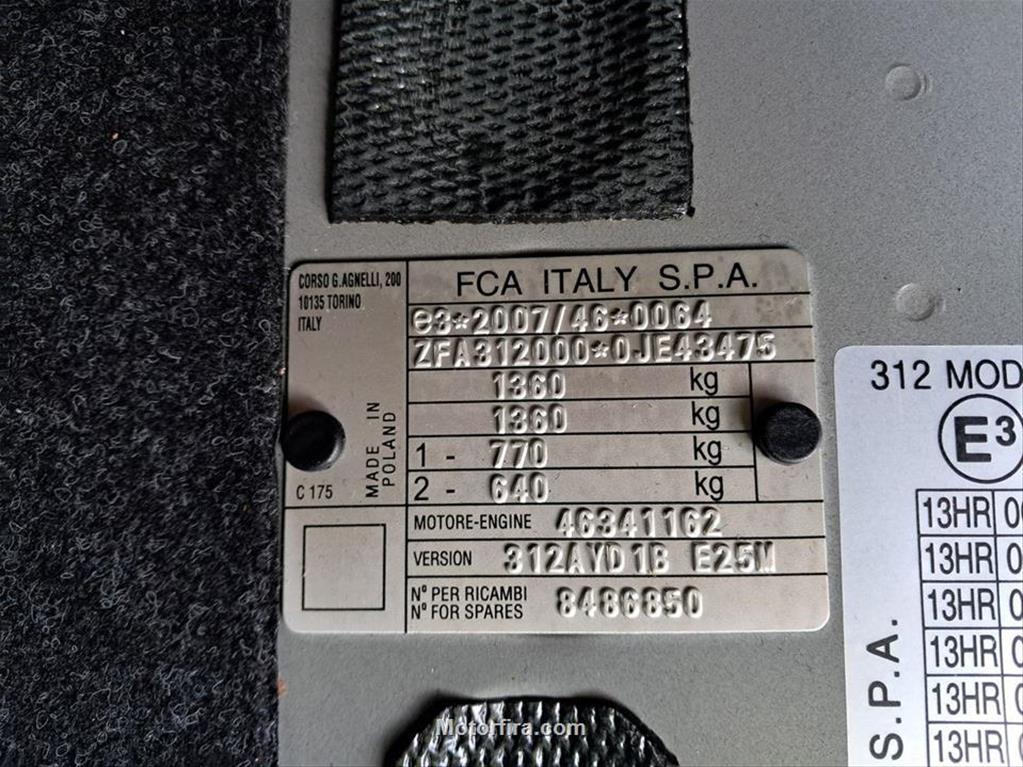 CORSO G.AGNELLI, 200
10135 TORINO
ITALY
FCA ITALY S.P.A.
e3*2007/46*0064
ZFA312000*0JE43475
1360 kg
1360 kg
1 - 770 kg
2 - 640 kg
MADE IN
POLAND
C 175
MOTORE-ENGINE 46341162
VERSION 312AYD1B E25M
Nº PER RICAMBI
Nº FOR SPARES
8486850
312 MOD
E3
13HR
13HR
13HR
13HR
13HR
13HR
S.P.A.
Motorfira.com